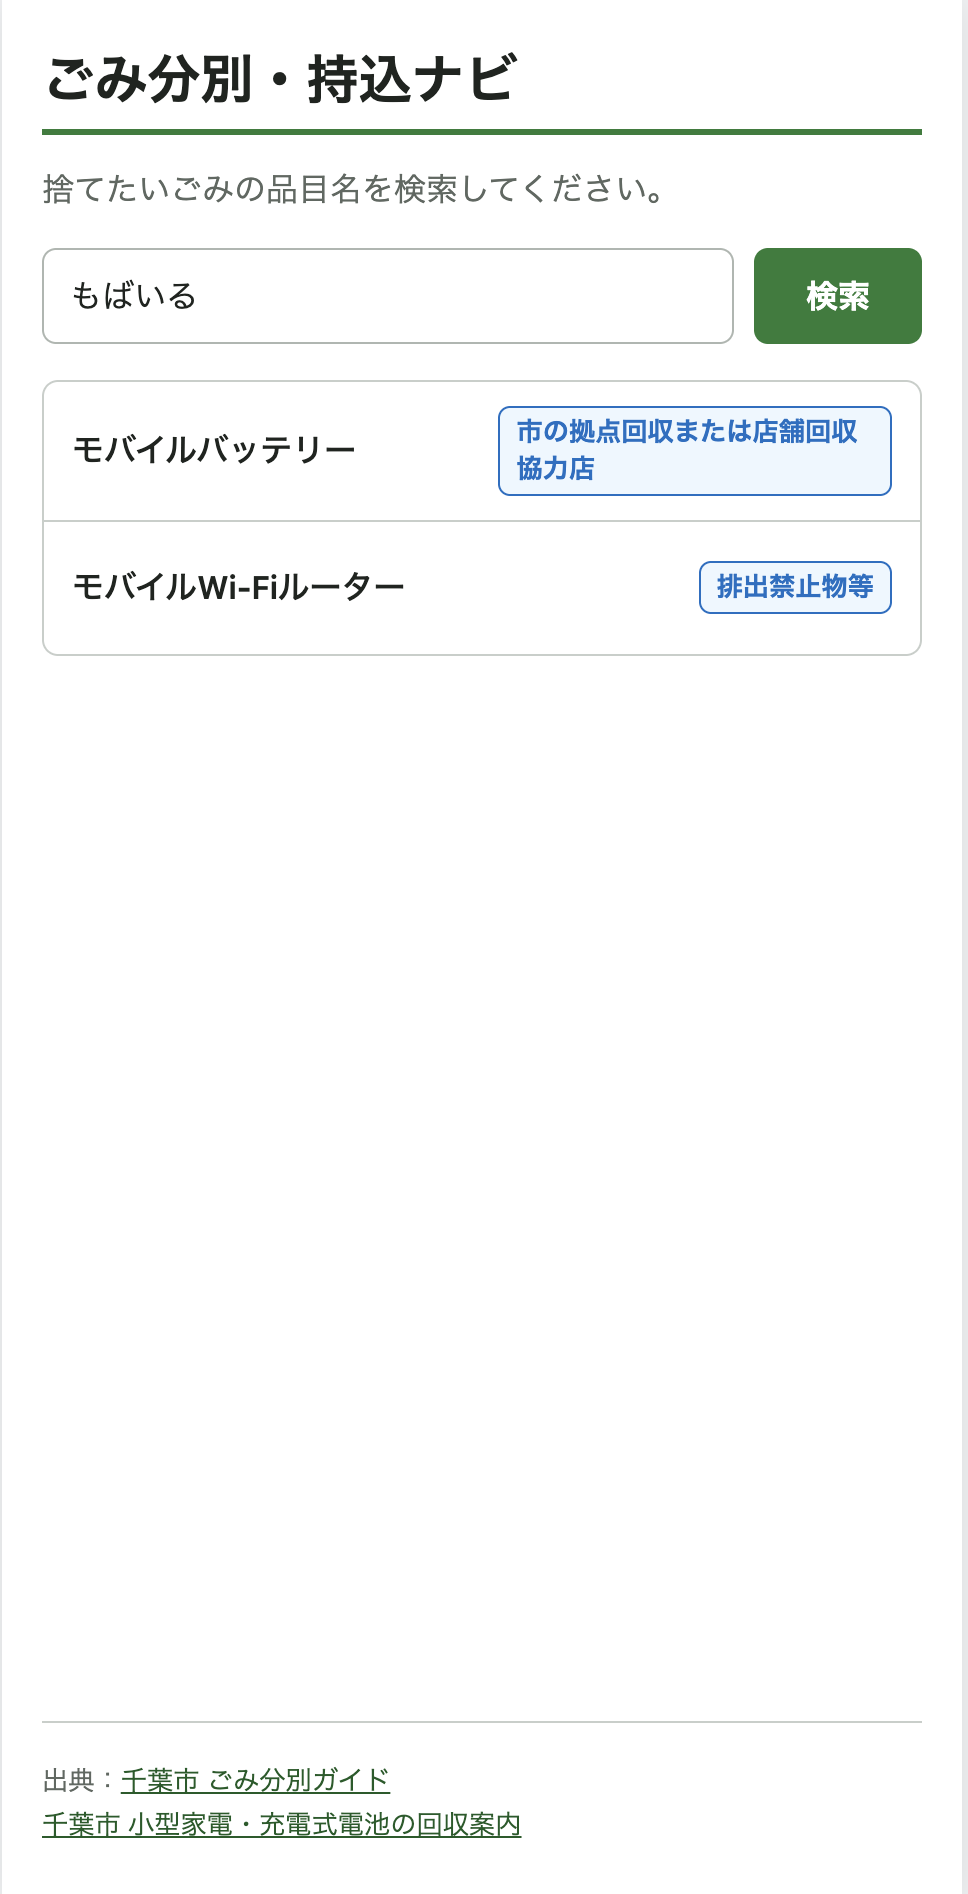 ごみ分別・持込ナビ
捨てたいごみの品目名を検索してください。
もばいる
検索
モバイルバッテリー
市の拠点回収または店舗回収
協力店
モバイルWi-Fiルーター
排出禁止物等
出典：千葉市 ごみ分別ガイド
千葉市 小型家電・充電式電池の回収案内